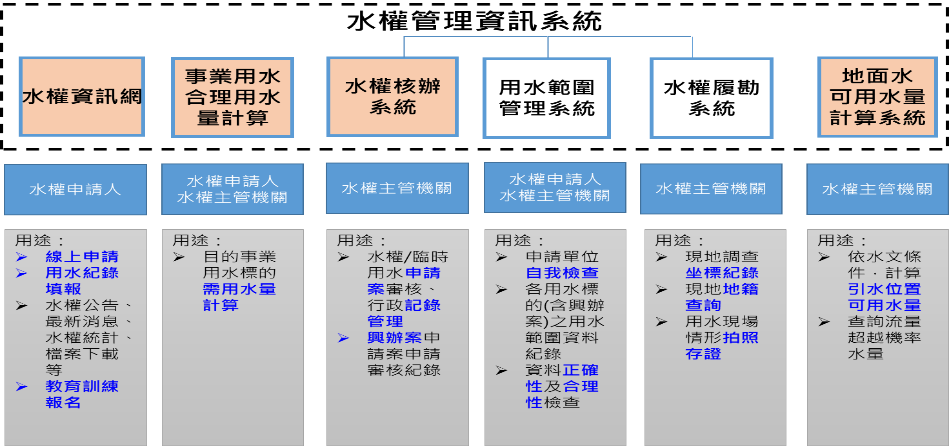 水權管理資訊系統
水權資訊網
事業用水
合理用水
量計算
水權核辦
系統
用水範圍
管理系統
水權履勘
系統
地面水
可用水量
計算系統
水權申請人
水權申請人
水權主管機關
水權主管機關
水權申請人
水權主管機關
水權主管機關
水權主管機關
用途：
➢ 線上申請
➢ 用水紀錄
填報
➢ 水權公告、
最新消息、
水權統計、
檔案下載
等
➢ 教育訓練
報名
用途：
➢ 目的事業
用水標的
需用水量
計算
用途：
➢ 水權/臨時
用水申請
案審核、
行政記錄
管理
➢ 興辦案申
請案申請
審核紀錄
用途：
➢ 申請單位
自我檢查
➢ 各用水標
的(含興辦
案)之用水
範圍資料
紀錄
➢ 資料正確
性及合理
性檢查
用途：
➢ 現地調查
坐標紀錄
➢ 現地地籍
查詢
➢ 用水現場
情形拍照
存證
用途：
➢ 依水文條
件，計算
引水位置
可用水量
➢ 查詢流量
超越機率
水量